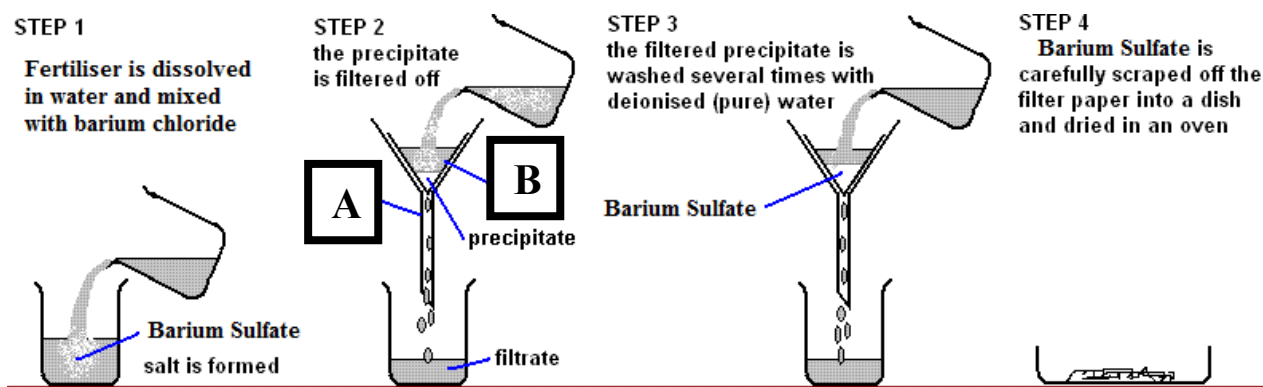 STEP 1
Fertiliser is dissolved
in water and mixed
with barium chloride
Barium Sulfate
salt is formed
STEP 2
the precipitate
is filtered off
A
B
precipitate
filtrate
STEP 3
the filtered precipitate is
washed several times with
deionised (pure) water
Barium Sulfate
STEP 4
Barium Sulfate is
carefully scraped off the
filter paper into a dish
and dried in an oven